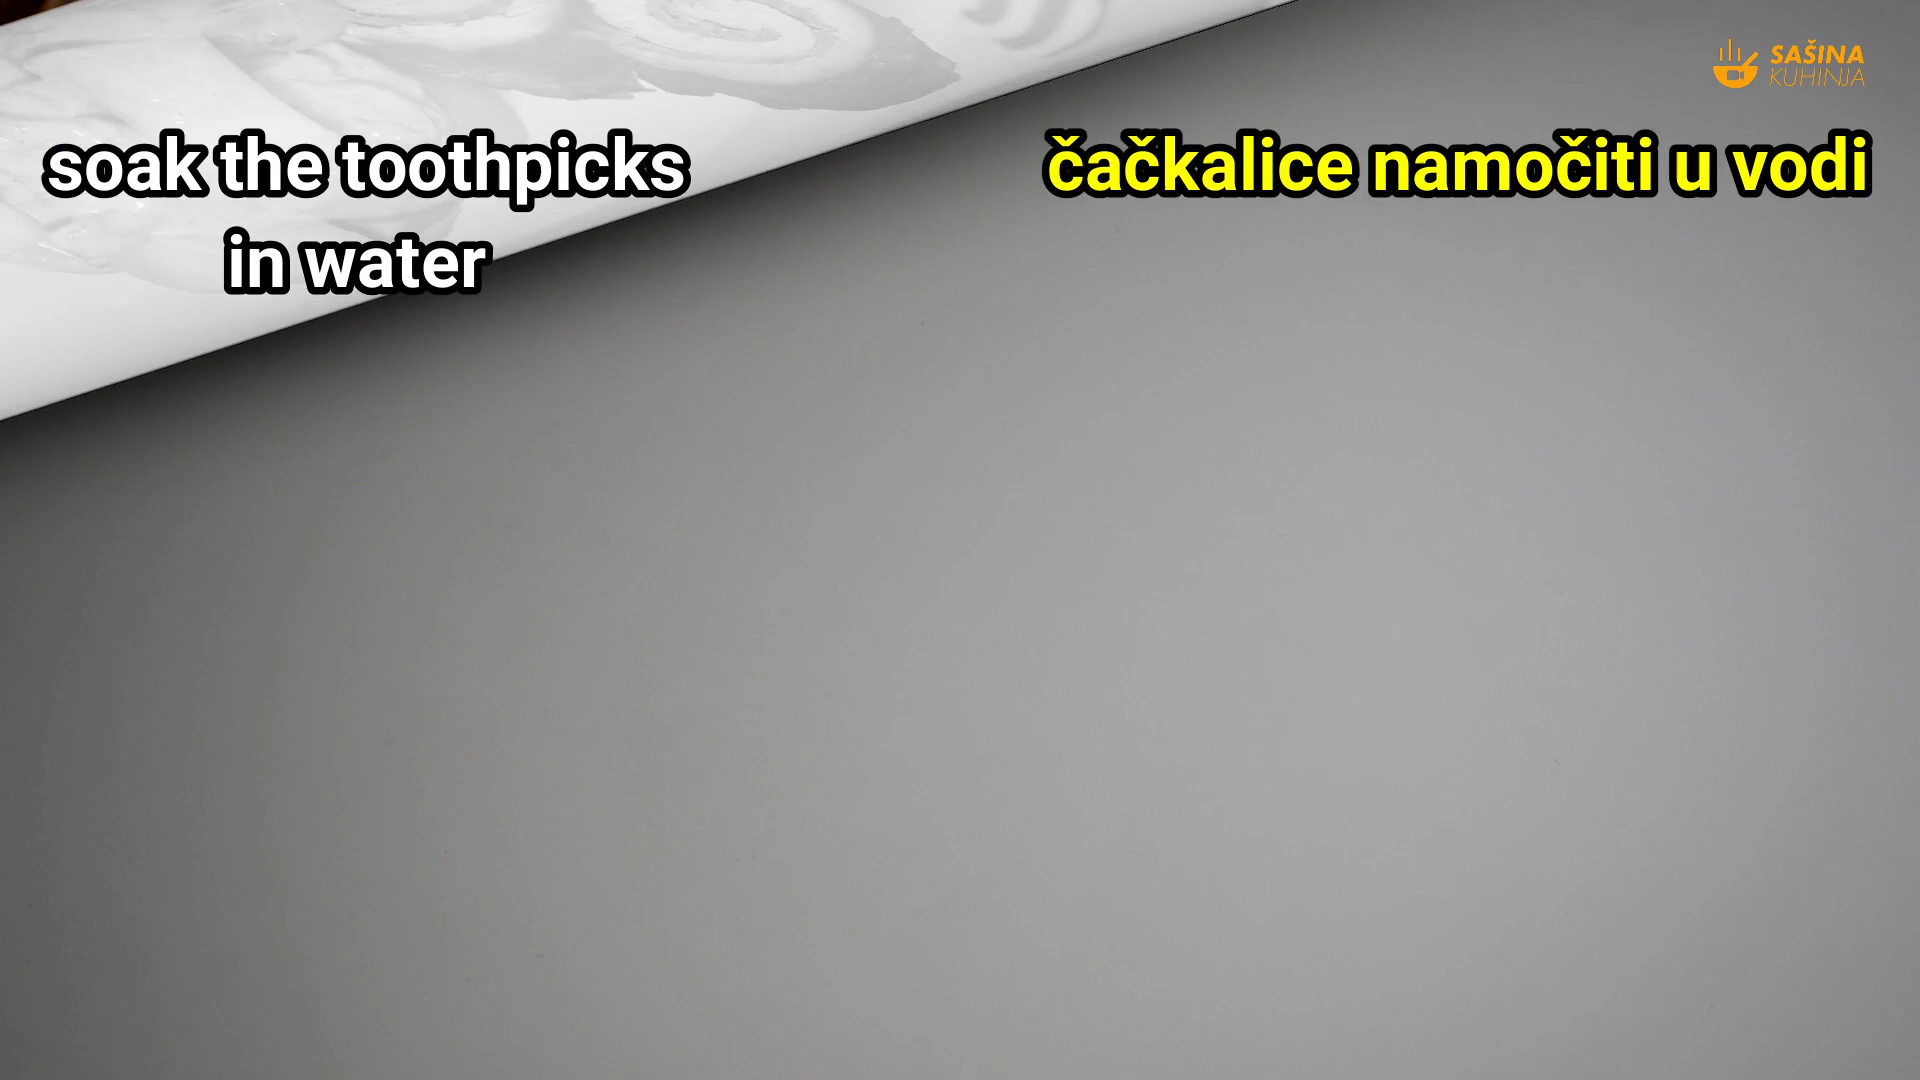 SAŠINA
KUHINJA
soak the toothpicks
in water
čačkalice namočiti u vodi